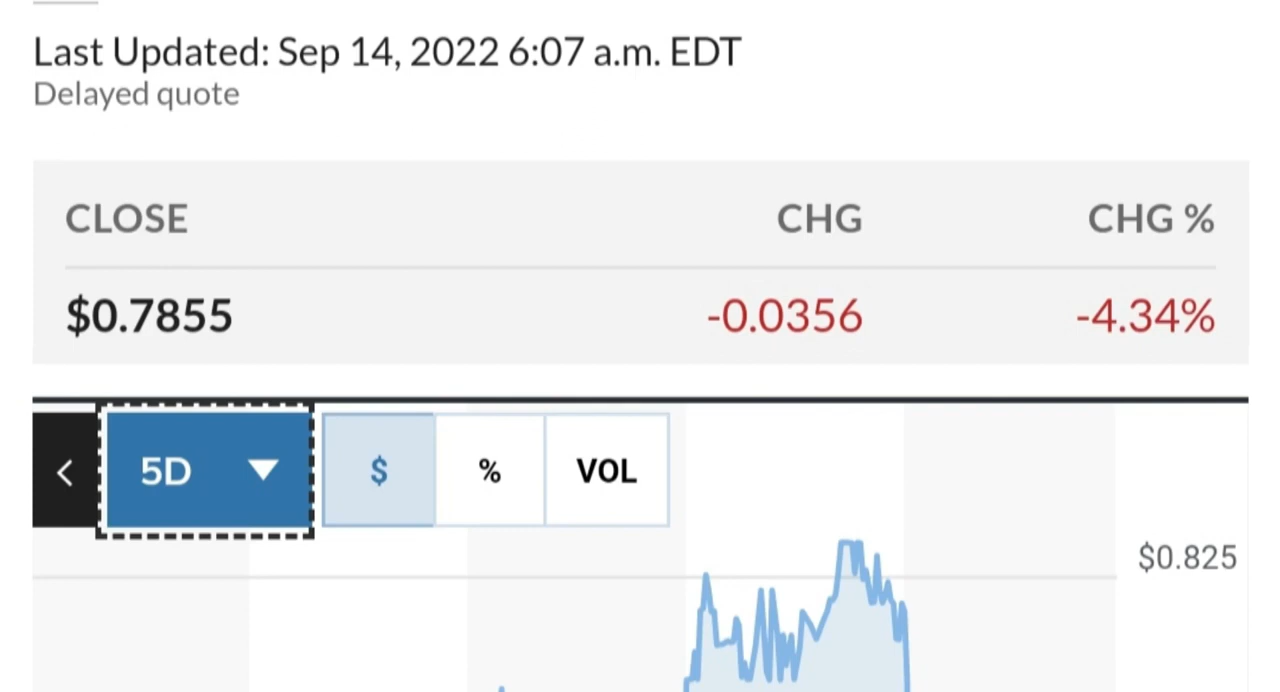 Last Updated: Sep 14, 2022 6:07 a.m. EDT
Delayed quote
CLOSE CHG CHG %
$0.7855 -0.0356 -4.34%
5D $ % VOL
$0.825